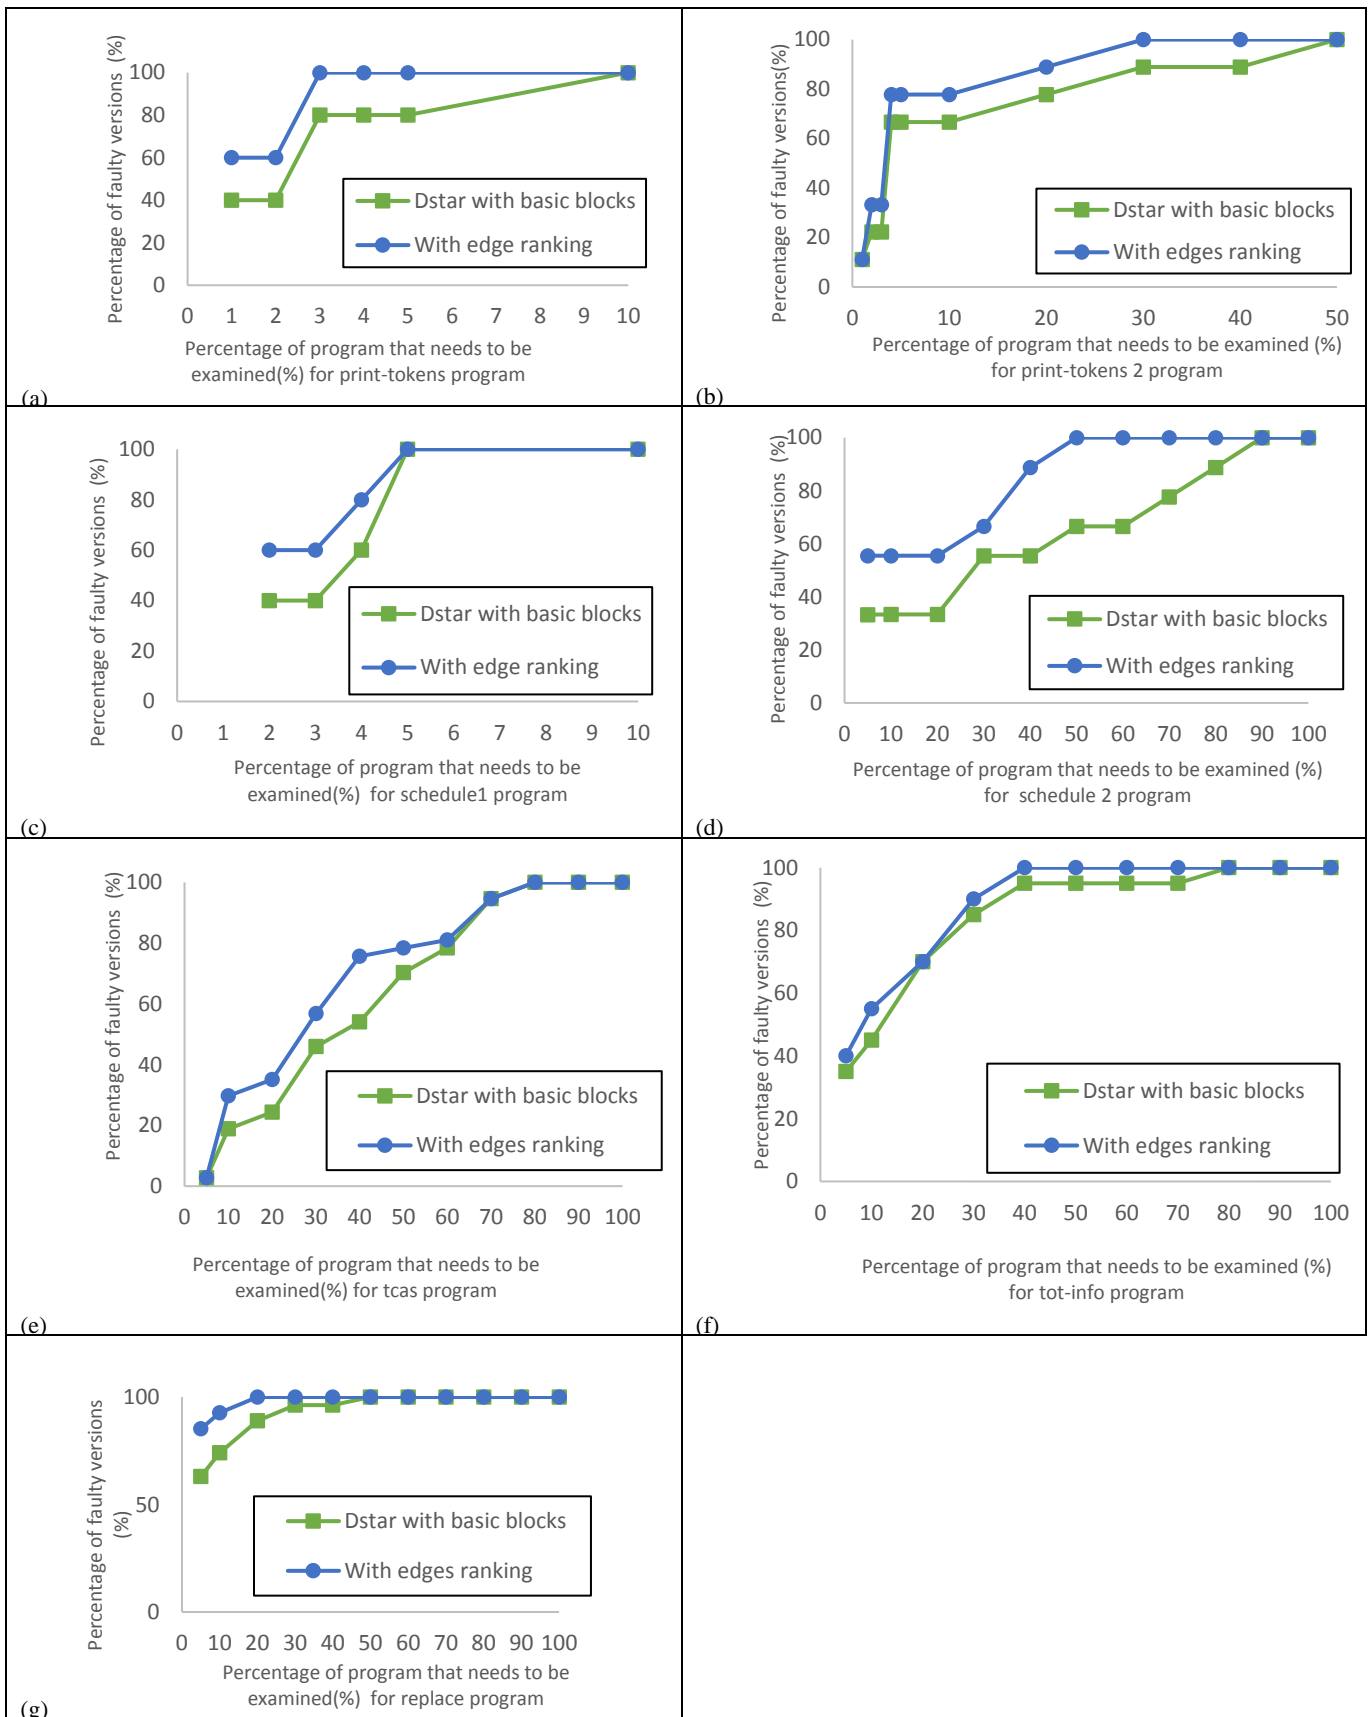 Percentage of faulty versions (%)
100
80
60
40
20
0
Dstar with basic blocks
With edge ranking
0 1 2 3 4 5 6 7 8 9 10
Percentage of program that needs to be
examined(%) for print-tokens program
(a)
Percentage of faulty versions(%)
100
80
60
40
20
0
Dstar with basic blocks
With edges ranking
0 10 20 30 40 50
Percentage of program that needs to be examined (%)
for print-tokens 2 program
(b)
Percentage of faulty versions (%)
100
80
60
40
20
0
Dstar with basic blocks
With edge ranking
0 1 2 3 4 5 6 7 8 9 10
Percentage of program that needs to be
examined(%) for schedule1 program
(c)
Percentage of faulty versions (%)
100
80
60
40
20
0
Dstar with basic blocks
With edges ranking
0 10 20 30 40 50 60 70 80 90 100
Percentage of program that needs to be examined (%)
for schedule 2 program
(d)
Percentage of faulty versions (%)
100
80
60
40
20
0
Dstar with basic blocks
With edges ranking
0 10 20 30 40 50 60 70 80 90 100
Percentage of program that needs to be
examined(%) for tcas program
(e)
Percentage of faulty versions (%)
100
80
60
40
20
0
Dstar with basic blocks
With edges ranking
0 10 20 30 40 50 60 70 80 90 100
Percentage of program that needs to be examined (%)
for tot-info program
(f)
Percentage of faulty versions
(%)
100
50
0
Dstar with basic blocks
With edges ranking
0 10 20 30 40 50 60 70 80 90 100
Percentage of program that needs to be
examined(%) for replace program
(g)